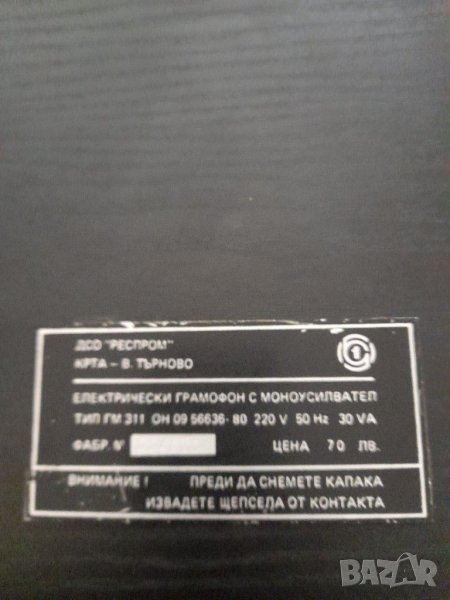 ДСО "РЕСПРОМ"
КРТА – В. ТЪРНОВО
ЕЛЕКТРИЧЕСКИ ГРАМОФОН С МОНОУСИЛВАТЕЛ
ТИП ГМ 311 ОН 09 56636-80 220 V 50 Hz 30 VA
ФАБР. № ЦЕНА 70 ЛВ.
ВНИМАНИЕ! ПРЕДИ ДА СНЕМЕТЕ КАПАКА
ИЗВАДЕТЕ ЩЕПСЕЛА ОТ КОНТАКТА
BAZAR